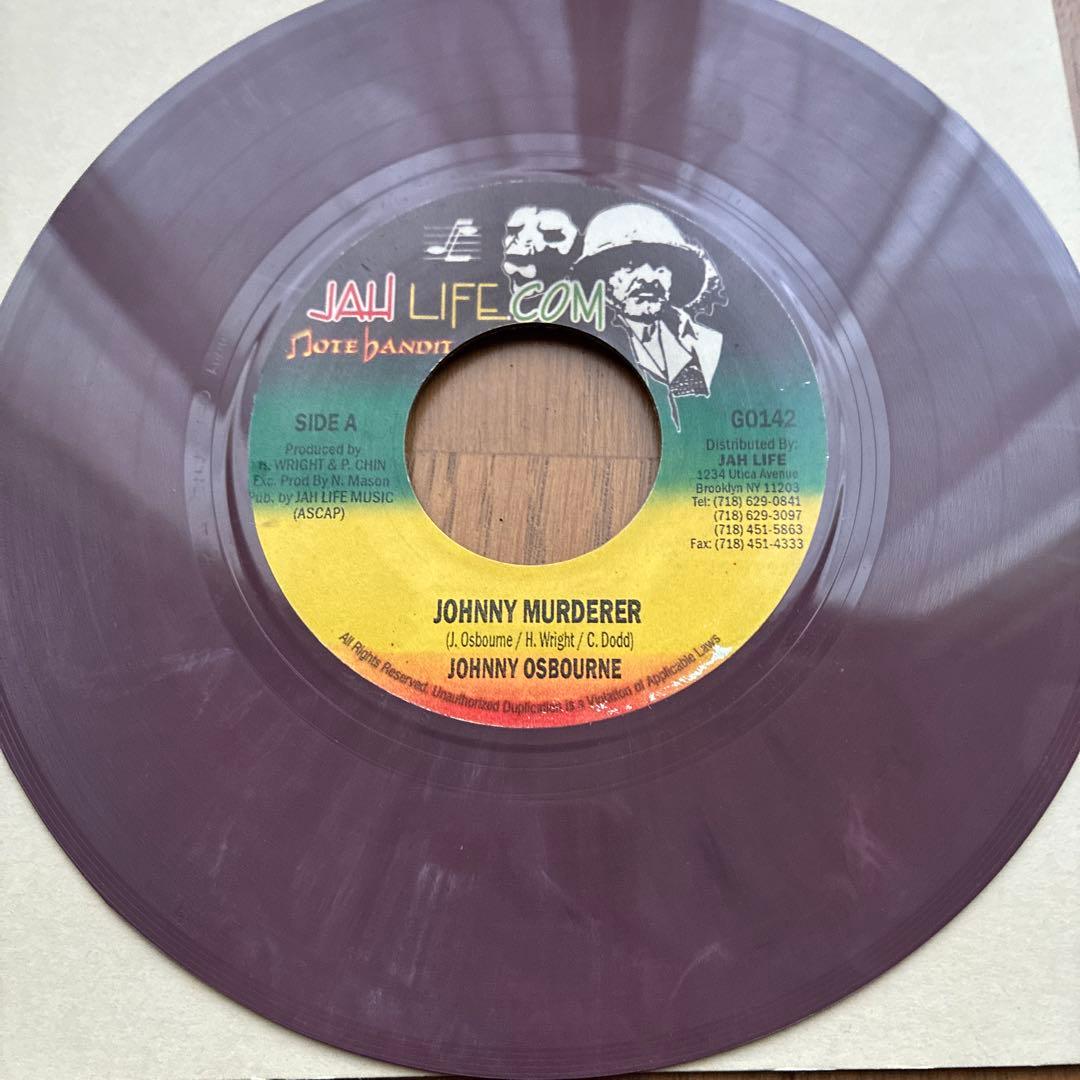 JAH LIFE.COM
NOTE BANDIT
SIDE A
Produced by
H. WRIGHT & P. CHIN
Exc. Prod By N. Mason
Pub. by JAH LIFE MUSIC
(ASCAP)
G0142
Distributed By:
JAH LIFE
1234 Utica Avenue
Brooklyn NY 11203
Tel: (718) 629-0841
(718) 629-3097
(718) 451-5863
Fax: (718) 451-4333
JOHNNY MURDERER
(J. Osbourne / H. Wright / C. Dodd)
JOHNNY OSBOURNE
All Rights Reserved. Unauthorized Duplication is a Violation of Applicable Laws